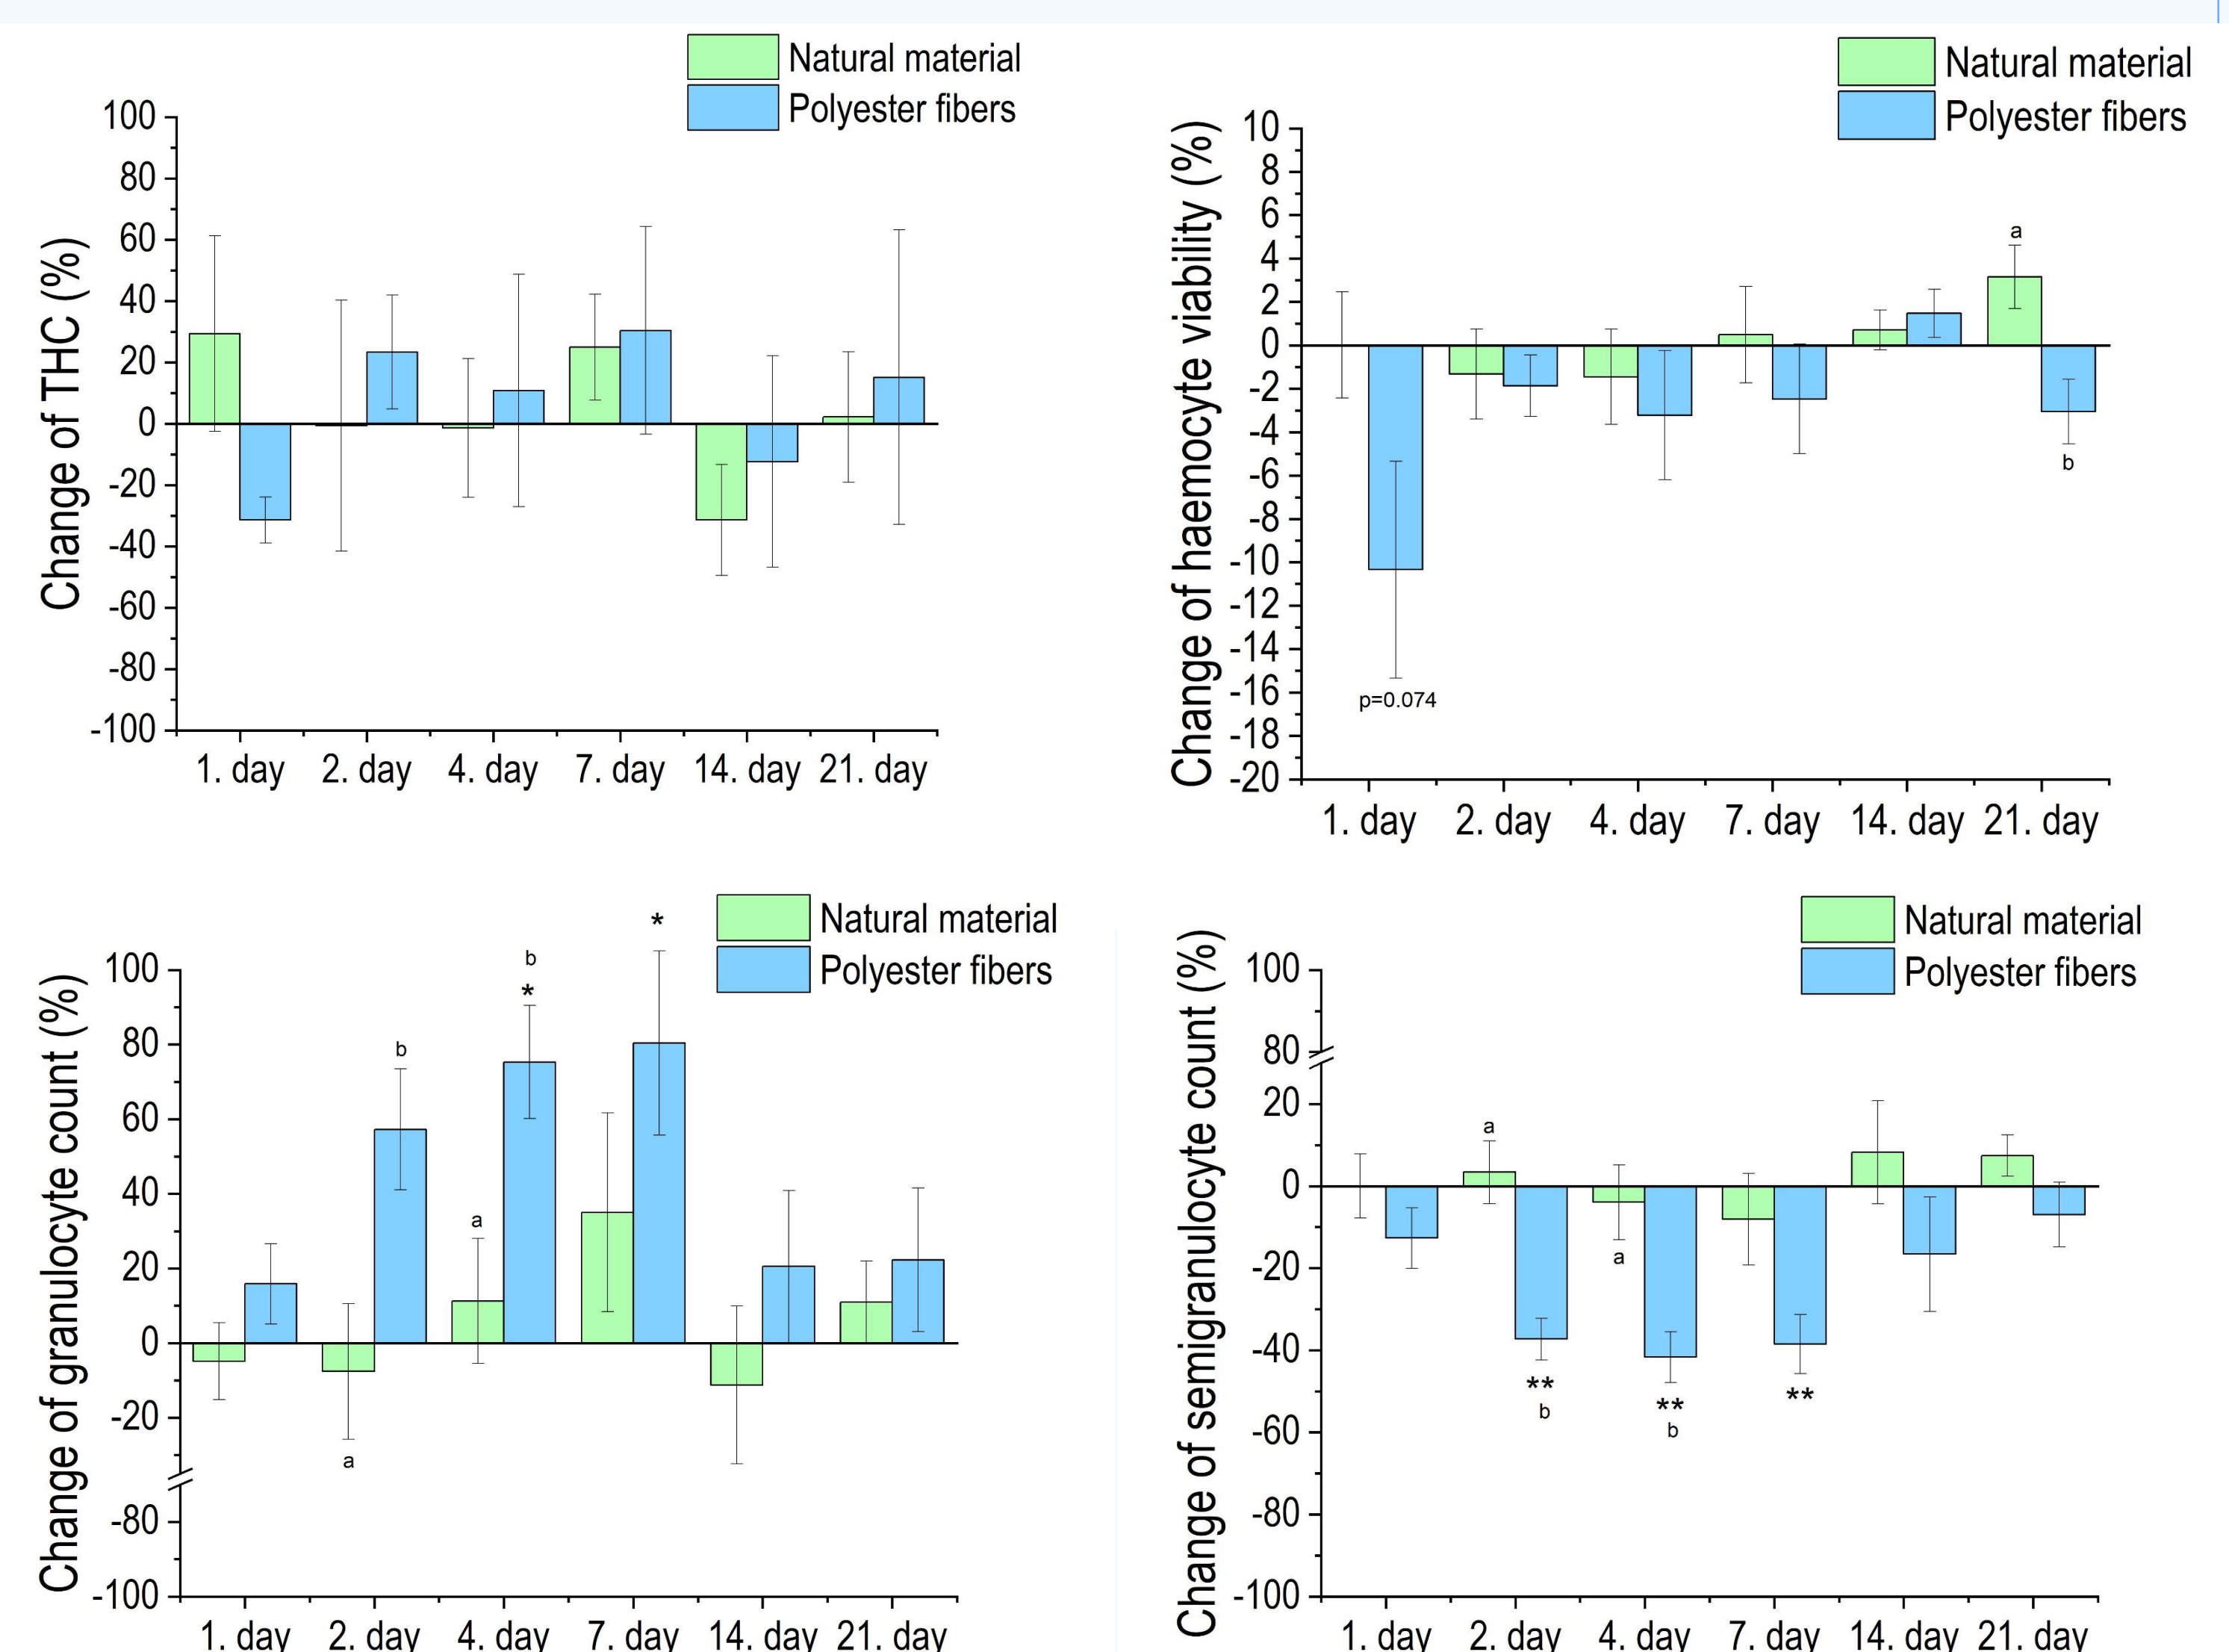 Natural material
Polyester fibers
Change of THC (%)
100
80
60
40
20
0
-20
-40
-60
-80
-100
1. day 2. day 4. day 7. day 14. day 21. day
Natural material
Polyester fibers
Change of haemocyte viability (%)
10
8
6
4
2
0
-2
-4
-6
-8
-10
-12
-14
-16
-18
-20
a
b
p=0.074
1. day 2. day 4. day 7. day 14. day 21. day
Natural material
Polyester fibers
Change of granulocyte count (%)
100
80
60
40
20
0
-20
-80
-100
*
b
*
b
a
a
1. day 2. day 4. day 7. day 14. day 21. day
Natural material
Polyester fibers
Change of semigranulocyte count (%)
100
80
20
0
-20
-40
-60
-80
-100
a
a
**
b
**
b
**
1. day 2. day 4. day 7. day 14. day 21. day